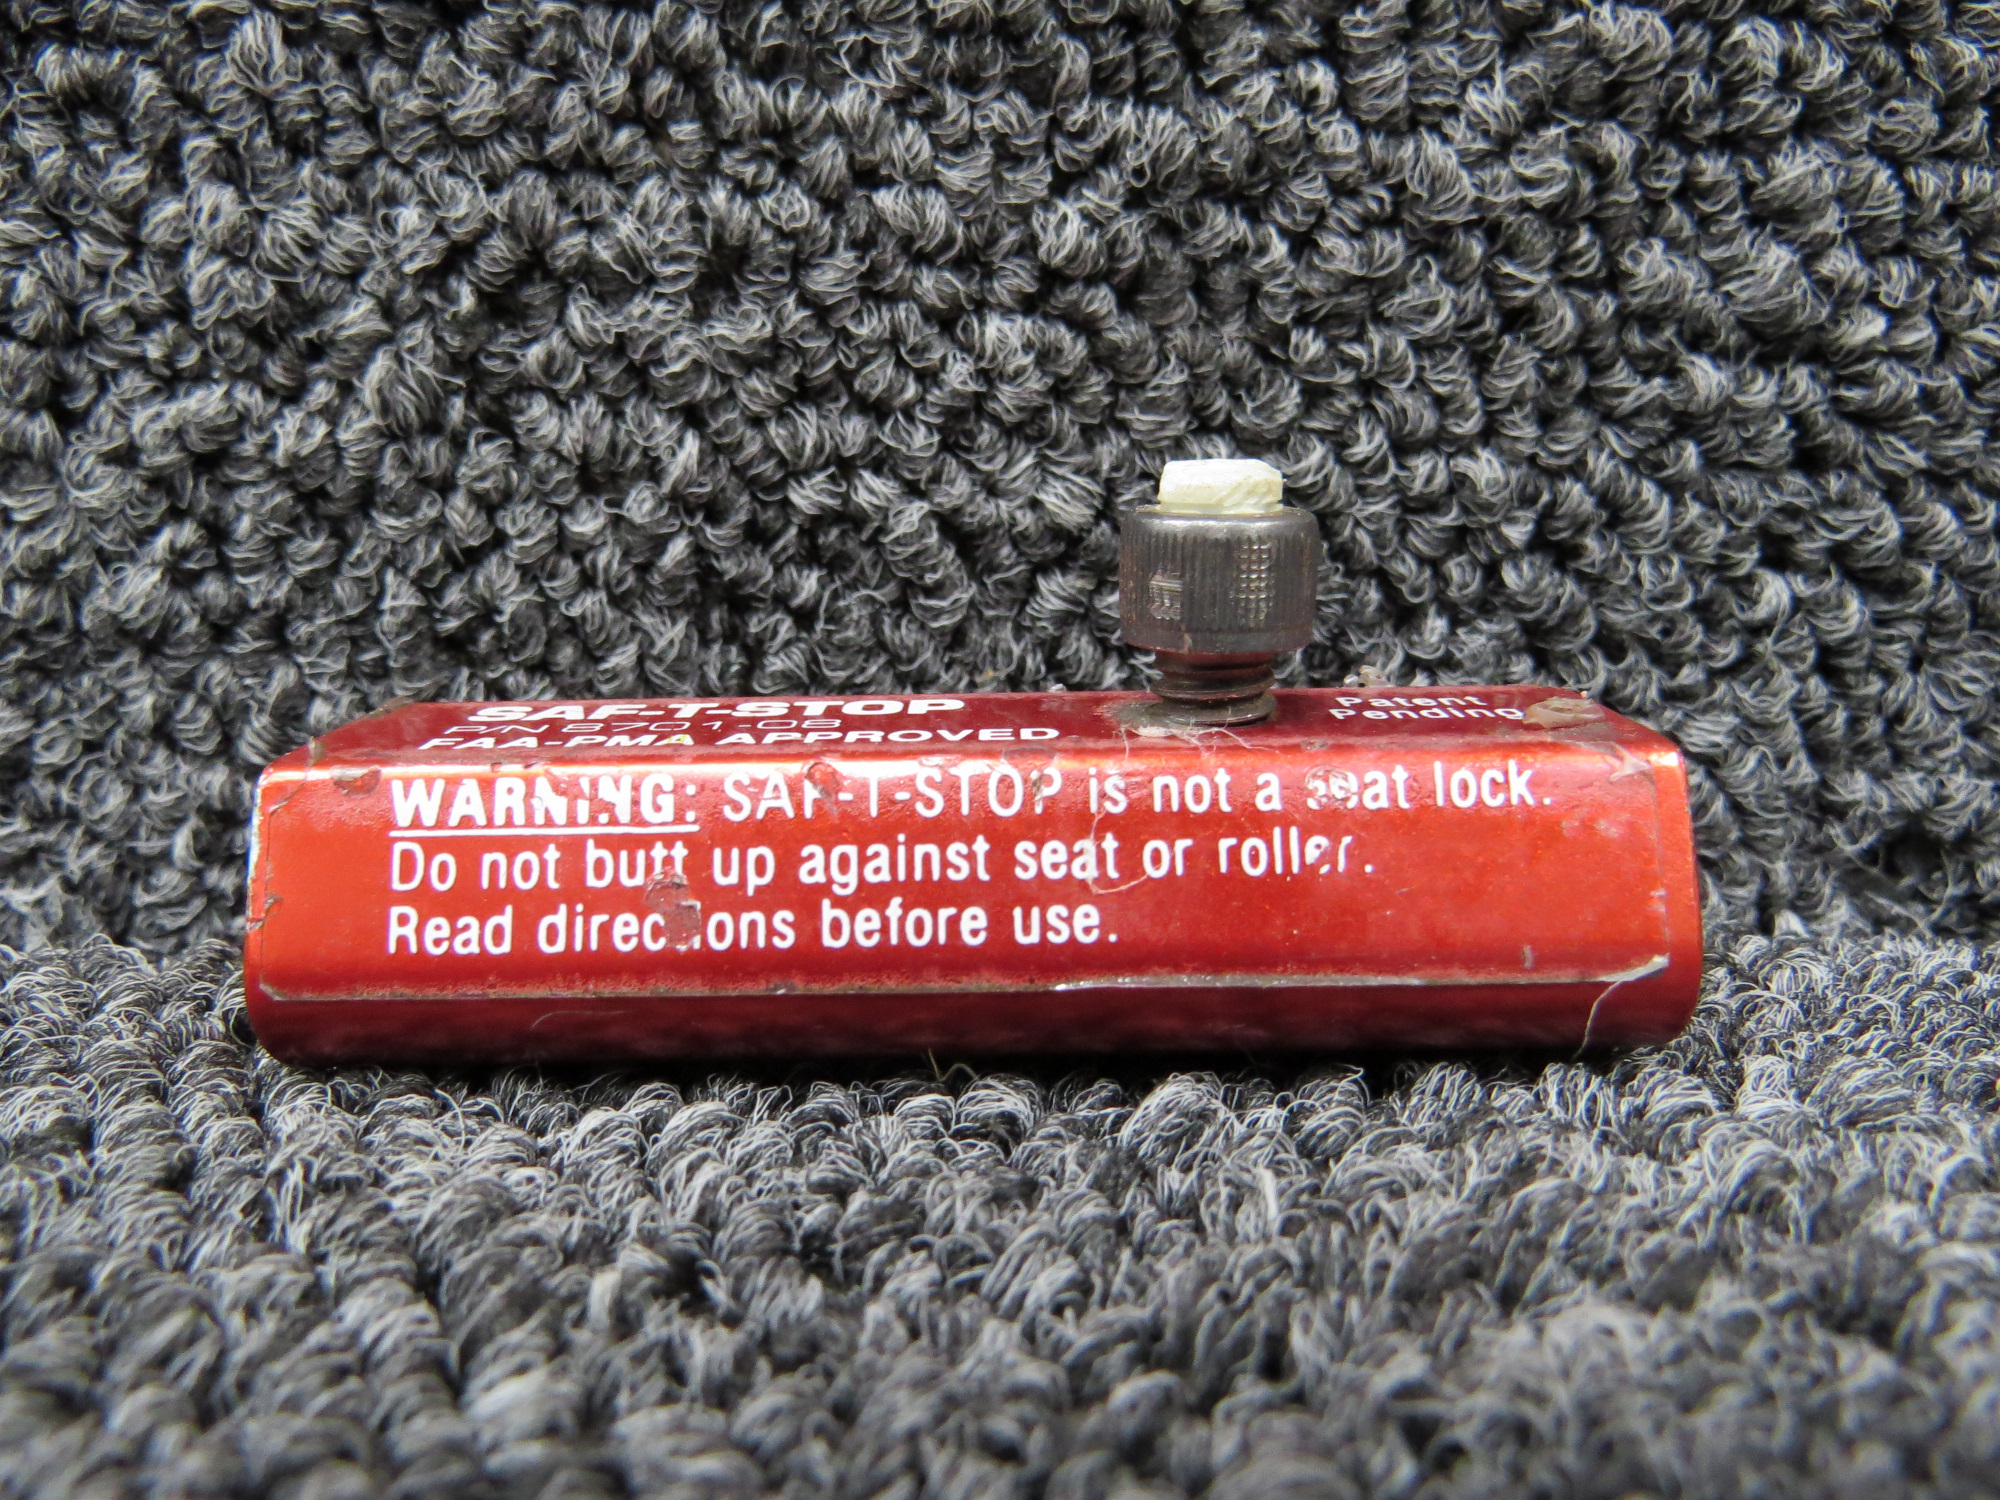 SAF-T-STOP
P/N 8701-08
FAA-PMA APPROVED
Patent
Pending
WARNING: SAF-T-STOP is not a seat lock.
Do not butt up against seat or roller.
Read directions before use.